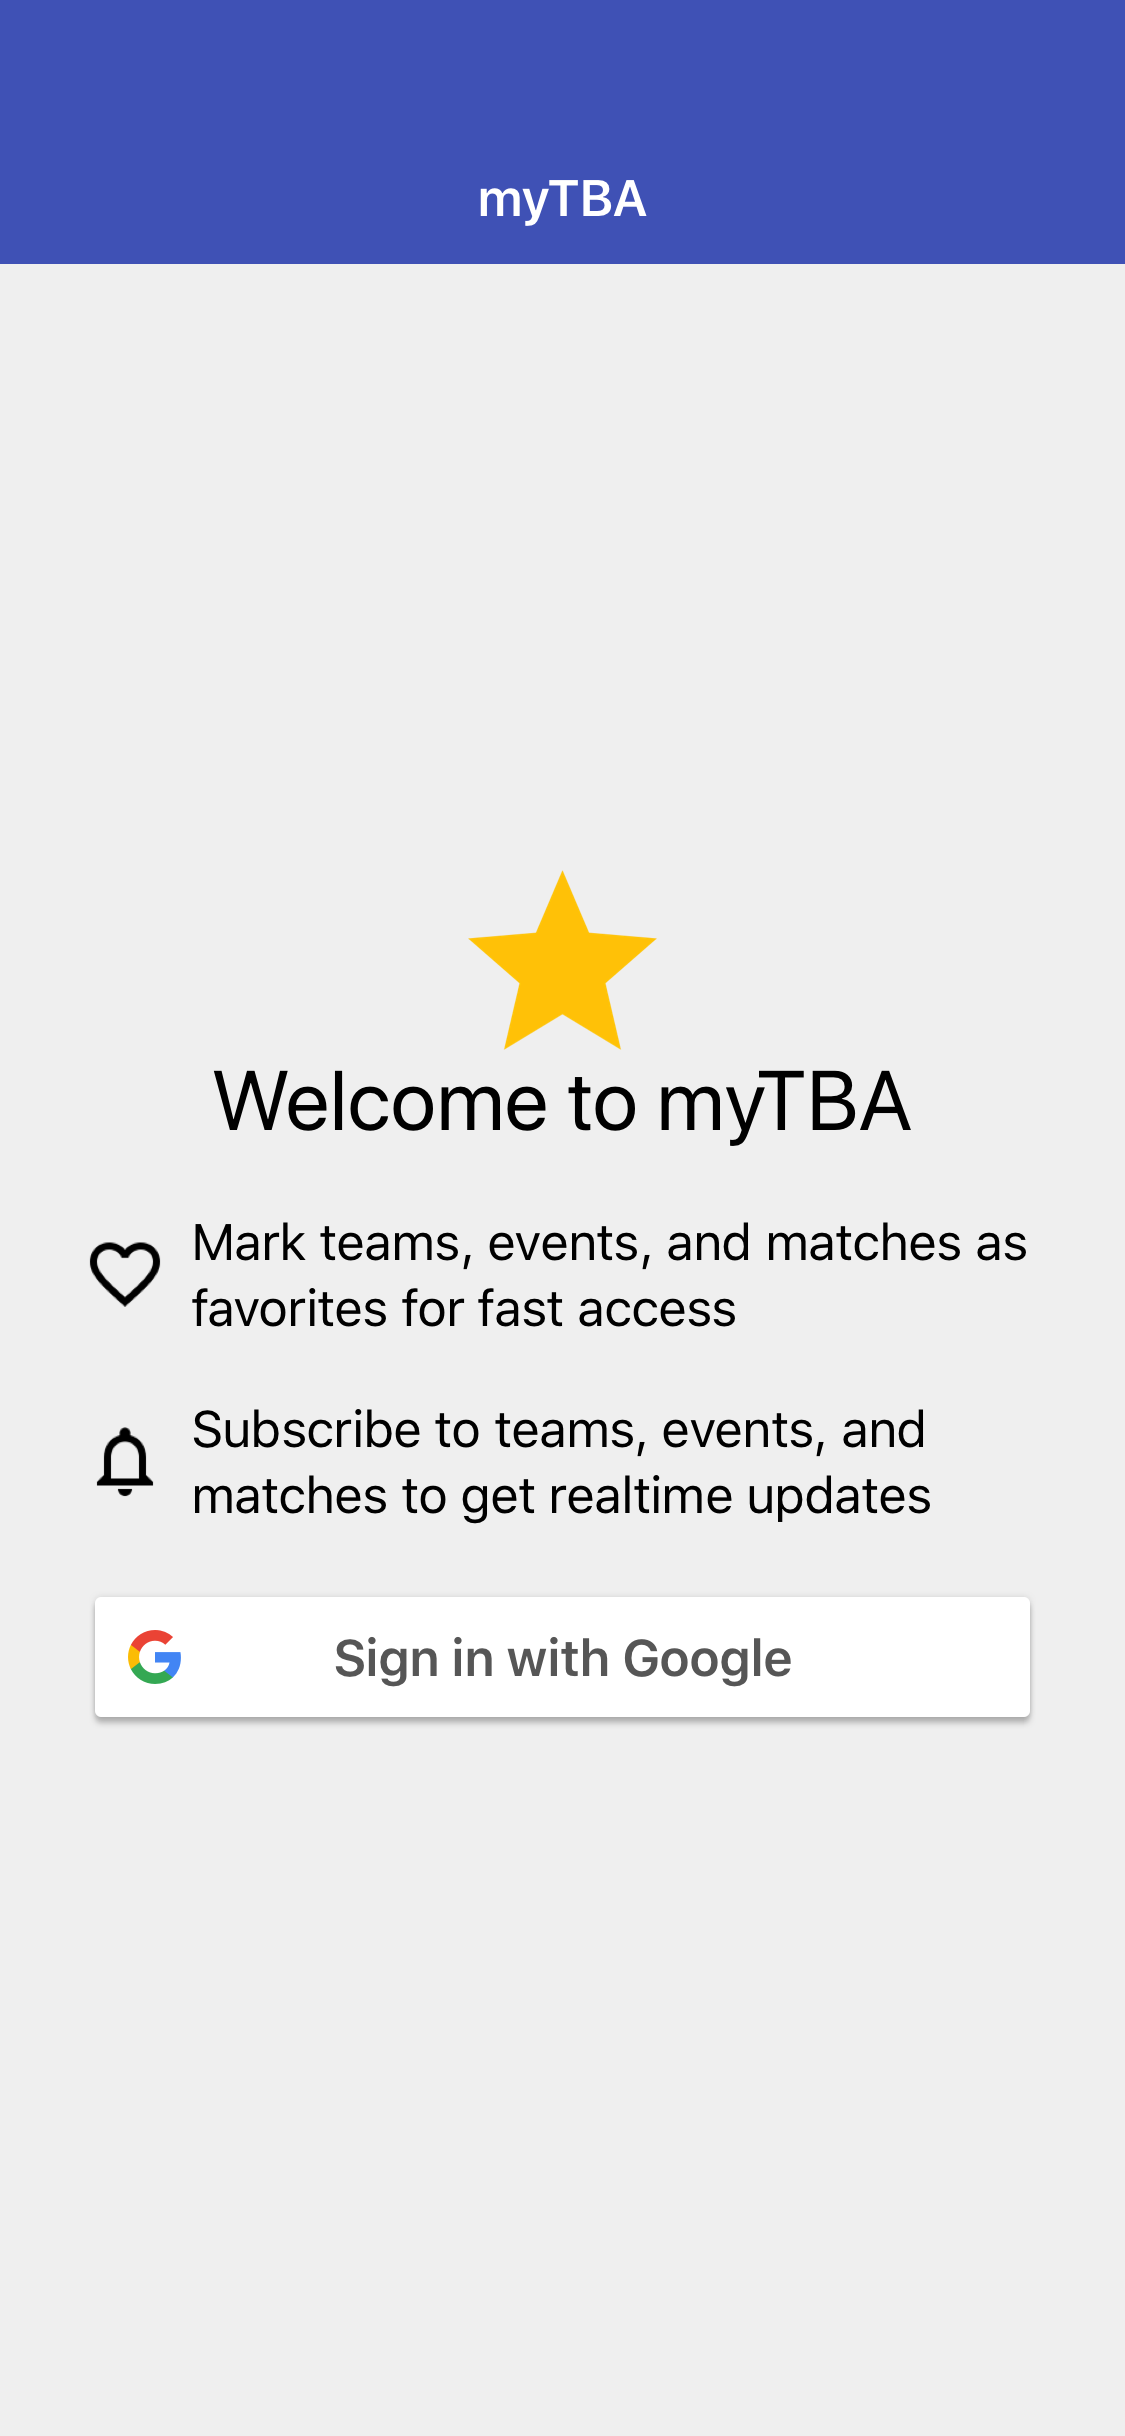 myTBA
Welcome to myTBA
Mark teams, events, and matches as
favorites for fast access
Subscribe to teams, events, and
matches to get realtime updates
Sign in with Google